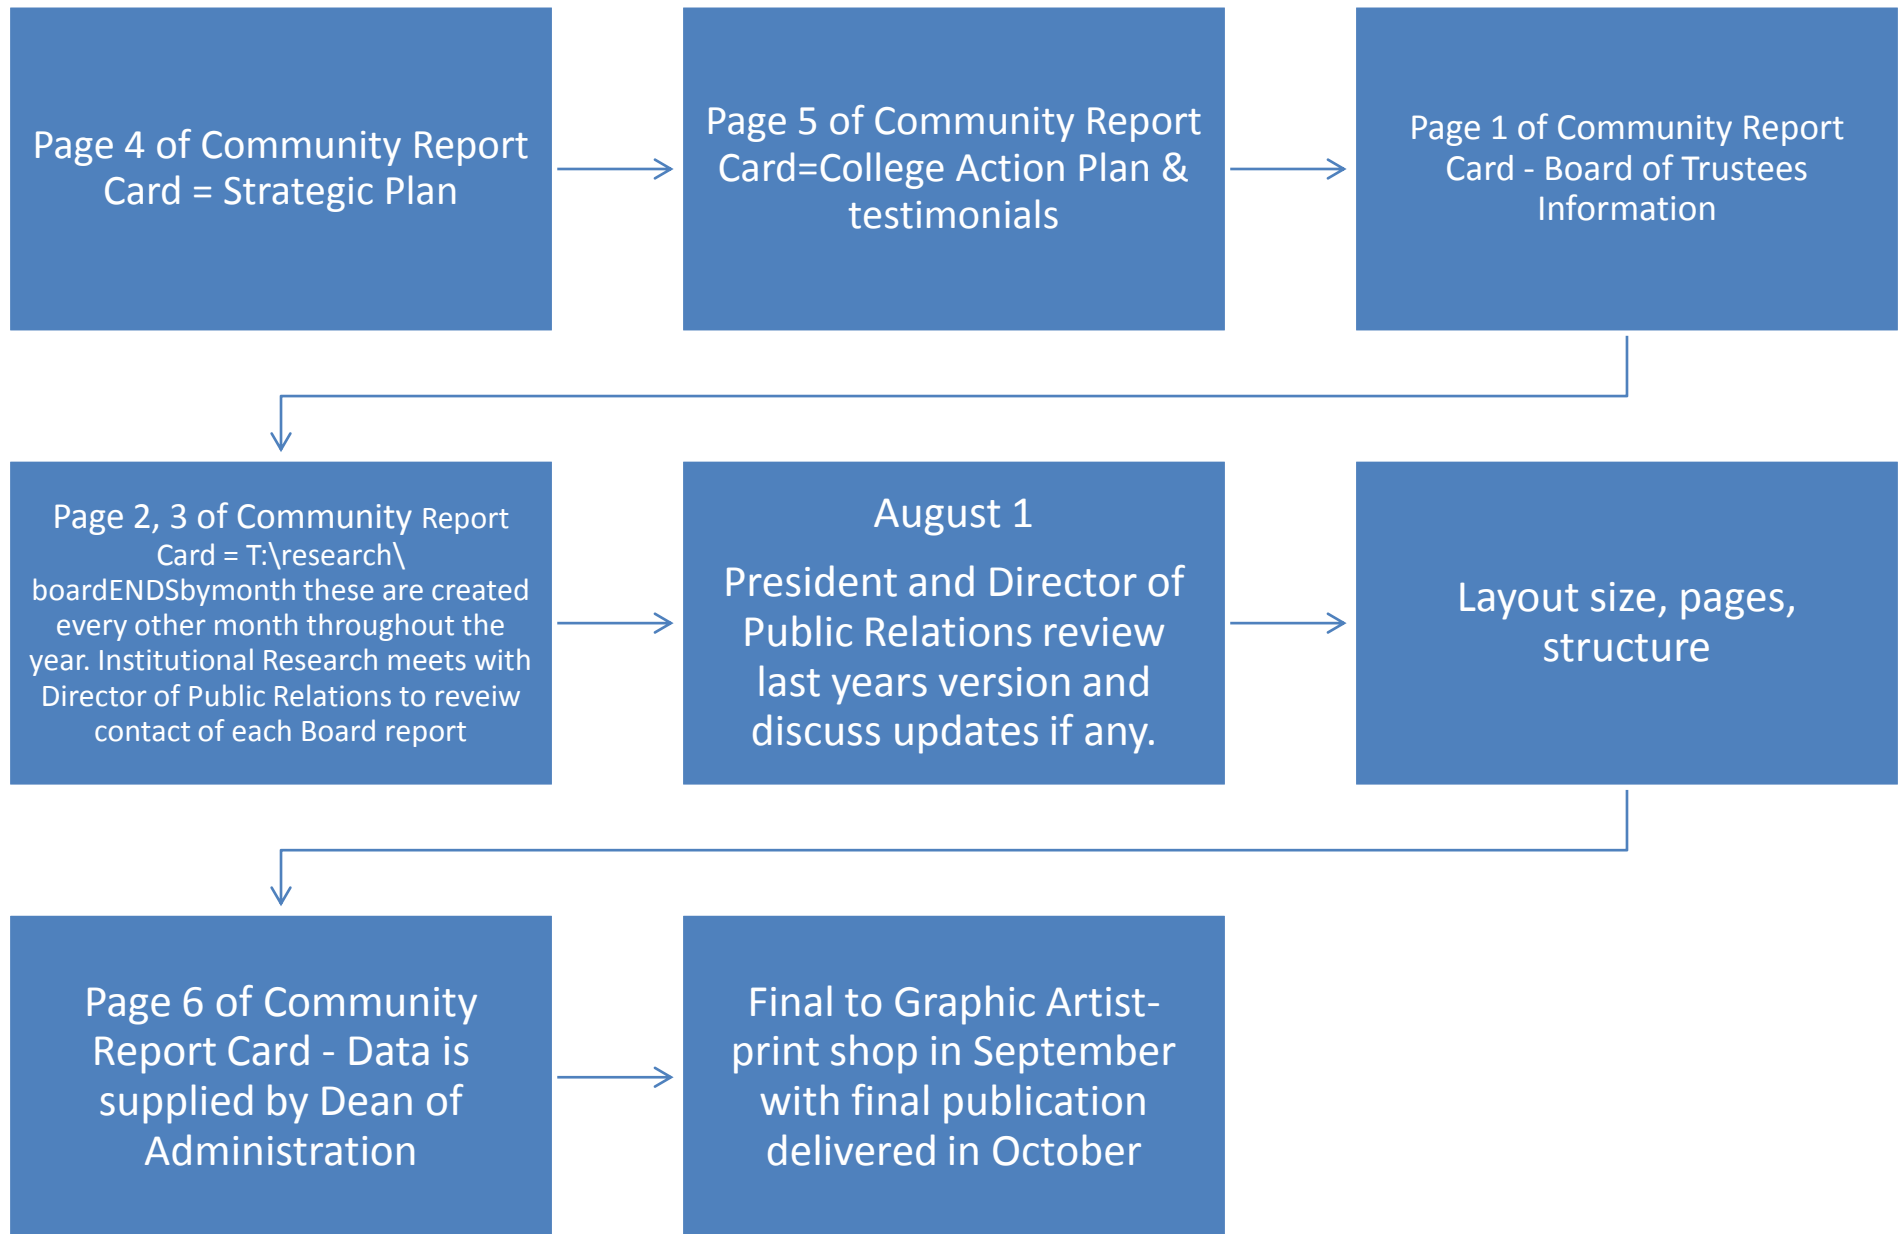 Page 4 of Community Report
Card = Strategic Plan
Page 5 of Community Report
Card=College Action Plan &
testimonials
Page 1 of Community Report
Card - Board of Trustees
Information
Page 2, 3 of Community Report
Card = T:\research\
boardENDSbymonth these are created
every other month throughout the
year. Institutional Research meets with
Director of Public Relations to reveiw
contact of each Board report
August 1
President and Director of
Public Relations review
last years version and
discuss updates if any.
Layout size, pages,
structure
Page 6 of Community
Report Card - Data is
supplied by Dean of
Administration
Final to Graphic Artist-
print shop in September
with final publication
delivered in October